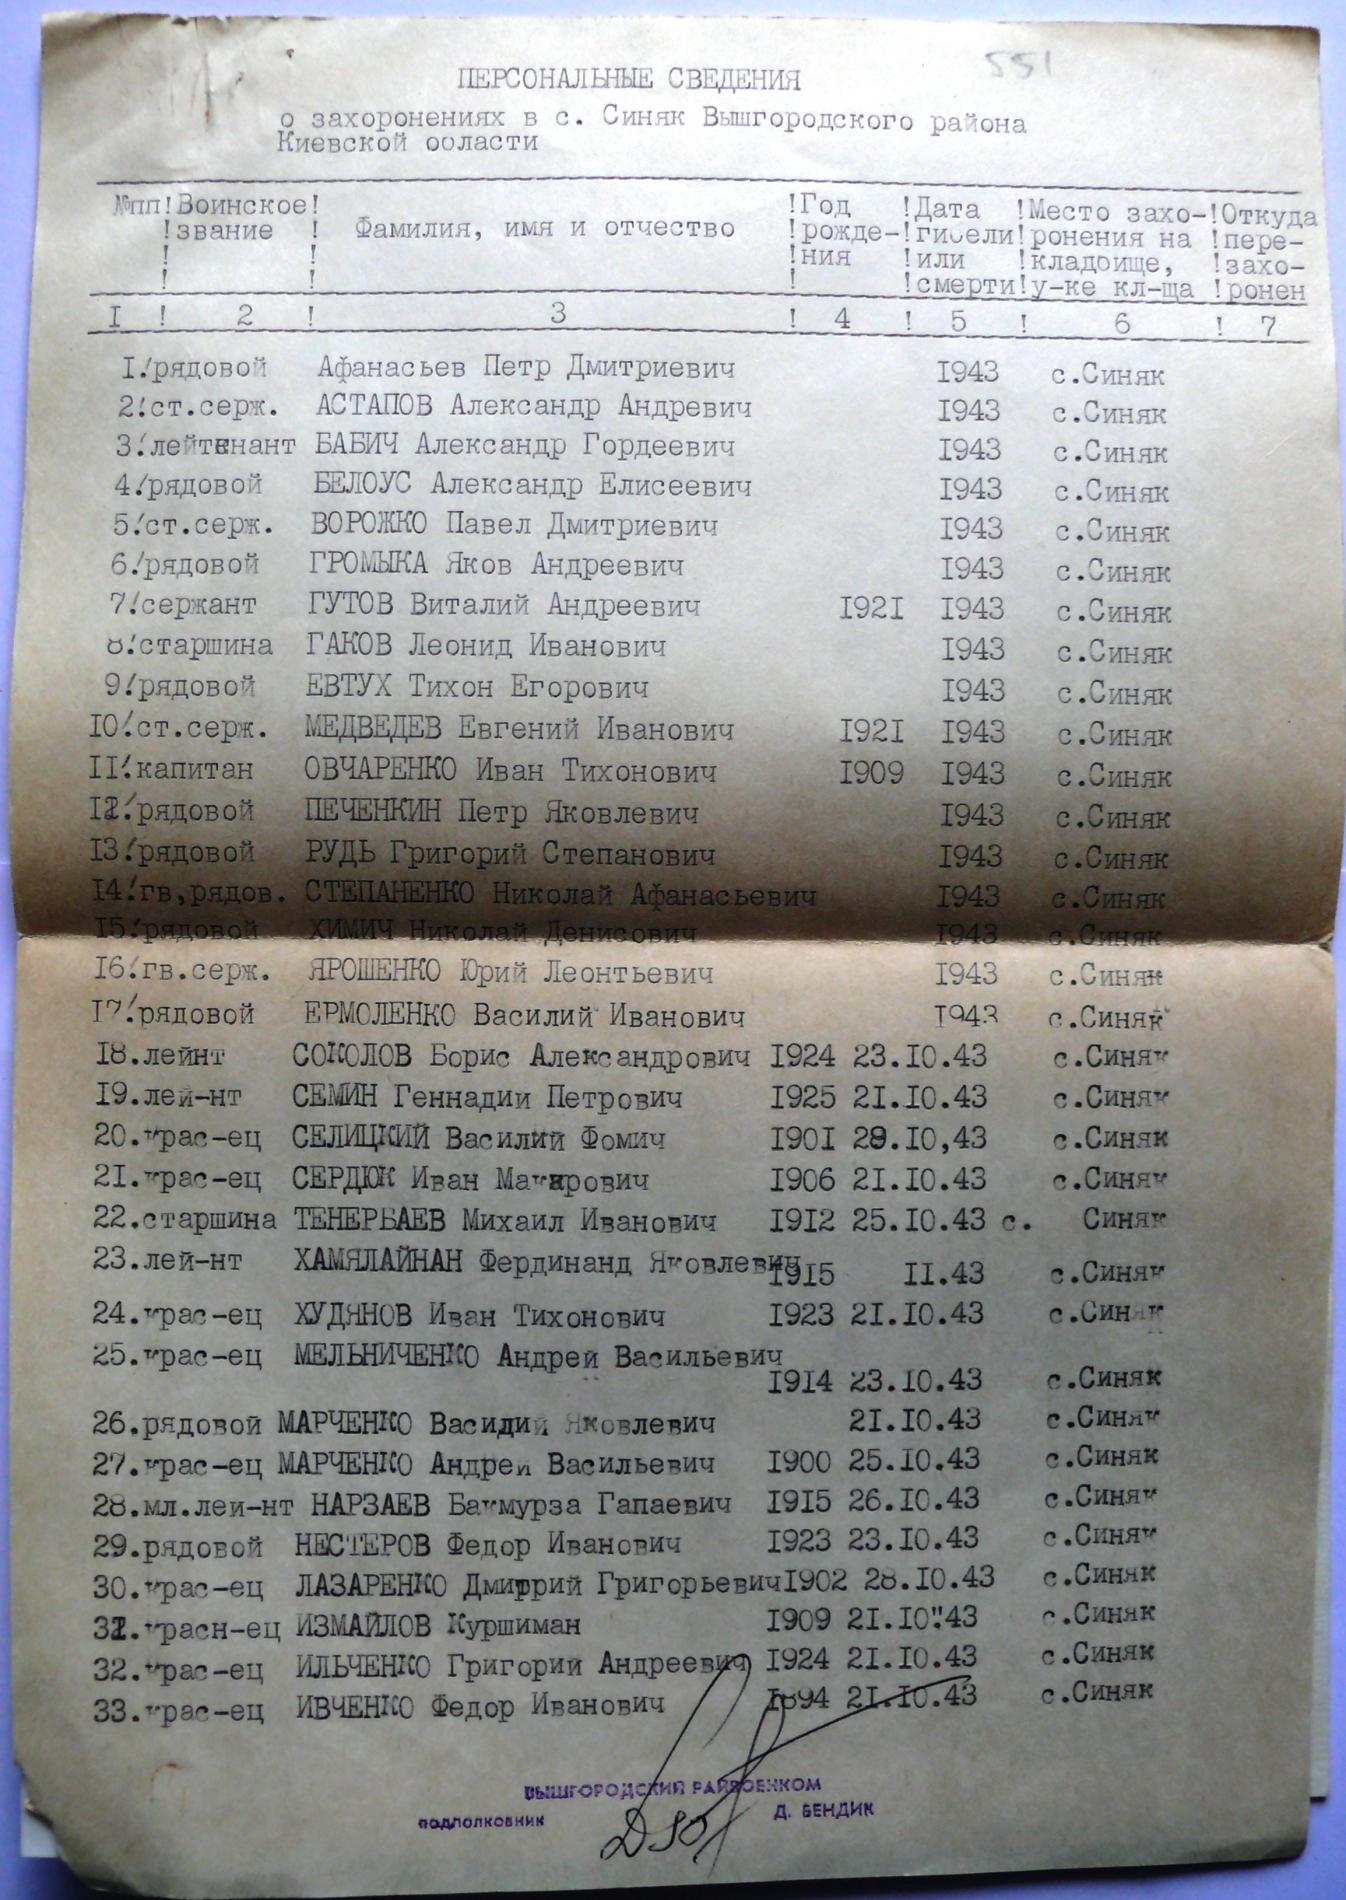 551
ПЕРСОНАЛЬНЫЕ СВЕДЕНИЯ
о захоронениях в с. Синяк Вышгородского района
Киевской области
№пп!Воинское! Фамилия, имя и отчество !Год !Дата !Место захо-!Откуда
!звание ! !рожде-!гибели!ронения на !пере-
! ! !ния !или !кладбище, !захо-
! ! ! !смерти!у-ке кл-ща !ронен
I ! 2 ! 3 ! 4 ! 5 ! 6 ! 7
I.!рядовой Афанасьев Петр Дмитриевич I943 с.Синяк
2.!ст.серж. АСТАПОВ Александр Андревич I943 с.Синяк
3.!лейтенант БАБИЧ Александр Гордеевич I943 с.Синяк
4.!рядовой БЕЛОУС Александр Елисеевич I943 с.Синяк
5.!ст.серж. ВОРОЖКО Павел Дмитриевич I943 с.Синяк
6.!рядовой ГРОМЫКА Яков Андреевич I943 с.Синяк
7.!сержант ГУТОВ Виталий Андреевич I92I I943 с.Синяк
8.!старшина ГАКОВ Леонид Иванович I943 с.Синяк
9.!рядовой ЕВТУХ Тихон Егорович I943 с.Синяк
I0.!ст.серж. МЕДВЕДЕВ Евгений Иванович I92I I943 с.Синяк
II.!капитан ОВЧАРЕНКО Иван Тихонович I909 I943 с.Синяк
I2.!рядовой ПЕЧЕНКИН Петр Яковлевич I943 с.Синяк
I3.!рядовой РУДЬ Григорий Степанович I943 с.Синяк
I4.!гв,рядов. СТЕПАНЕНКО Николай Афанасьевич I943 с.Синяк
I5.!рядовой ХИМИЧ Николай Денисович I943 с.Синяк
I6.!гв.серж. ЯРОШЕНКО Юрий Леонтьевич I943 с.Синяк
I7.!рядовой ЕРМОЛЕНКО Василий Иванович I943 с.Синяк
I8.лейнт СОКОЛОВ Борис Александрович I924 23.I0.43 с.Синяк
I9.лей-нт СЕМИН Геннадий Петрович I925 2I.I0.43 с.Синяк
20.крас-ец СЕЛИЦКИЙ Василий Фомич I90I 28.I0,43 с.Синяк
2I.крас-ец СЕРДЮК Иван Макарович I906 2I.I0.43 с.Синяк
22.старшина ТЕНЕРБАЕВ Михаил Иванович I9I2 25.I0.43 с. Синяк
23.лей-нт ХАМЯЛАЙНАН Фердинанд Яковлевич
I9I5 II.43 с.Синяк
24.крас-ец ХУДЯНОВ Иван Тихонович I923 2I.I0.43 с.Синяк
25.крас-ец МЕЛЬНИЧЕНКО Андрей Васильевич
I9I4 23.I0.43 с.Синяк
26.рядовой МАРЧЕНКО Василий Яковлевич 2I.I0.43 с.Синяк
27.крас-ец МАРЧЕНКО Андрей Васильевич I900 25.I0.43 с.Синяк
28.мл.лей-нт НАРЗАЕВ Бакмурза Гапаевич I9I5 26.I0.43 с.Синяк
29.рядовой НЕСТЕРОВ Федор Иванович I923 23.I0.43 с.Синяк
30.крас-ец ЛАЗАРЕНКО Дмитрий ГригорьевичI902 28.I0.43 с.Синяк
3I.красн-ец ИЗМАЙЛОВ Куршиман I909 2I.I0".43 с.Синяк
32.крас-ец ИЛЬЧЕНКО Григорий Андреевич I924 2I.I0.43 с.Синяк
33.крас-ец ИВЧЕНКО Федор Иванович I894 2I.I0.43 с.Синяк
ВЫШГОРОДСКИЙ РАЙВОЕНКОМ
ПОДПОЛКОВНИК Д. БЕНДИК